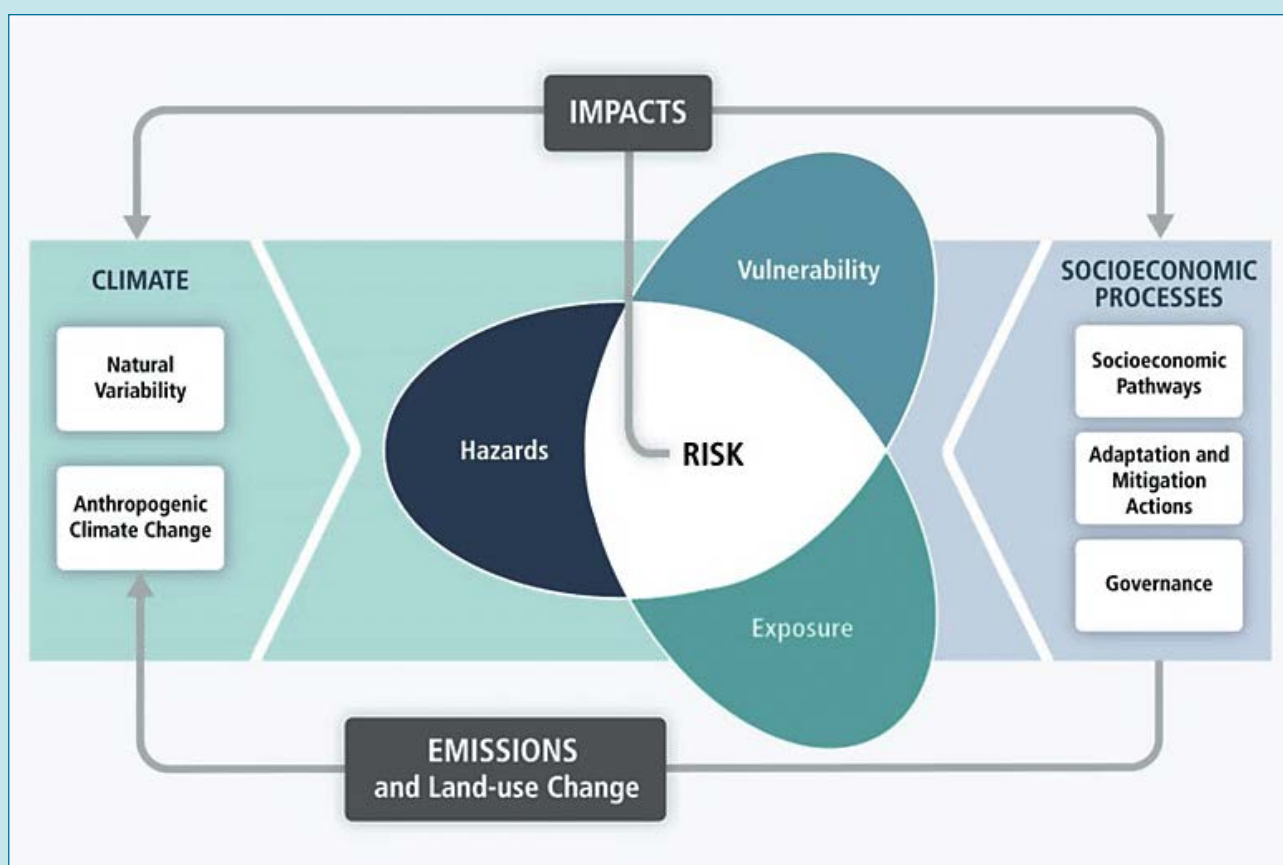 IMPACTS
CLIMATE
Natural
Variability
Anthropogenic
Climate Change
Vulnerability
Hazards
RISK
Exposure
SOCIOECONOMIC
PROCESSES
Socioeconomic
Pathways
Adaptation and
Mitigation
Actions
Governance
EMISSIONS
and Land-use Change